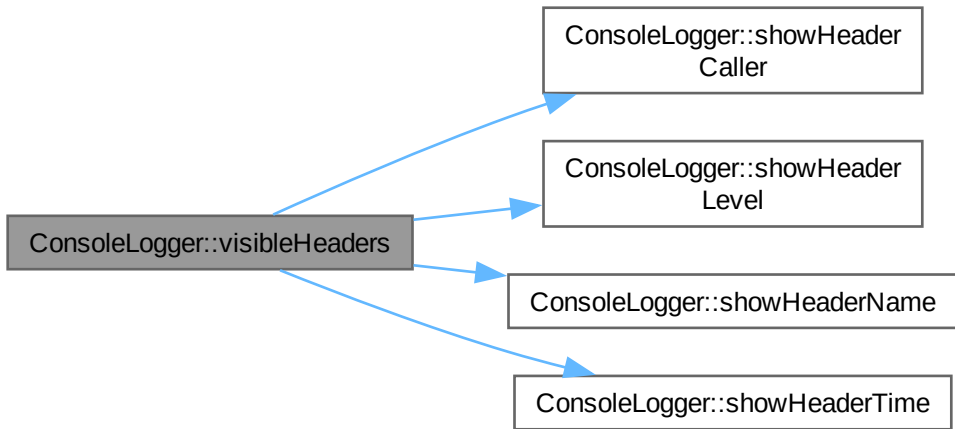 ConsoleLogger::showHeader
Caller
ConsoleLogger::showHeader
Level
ConsoleLogger::visibleHeaders
ConsoleLogger::showHeaderName
ConsoleLogger::showHeaderTime